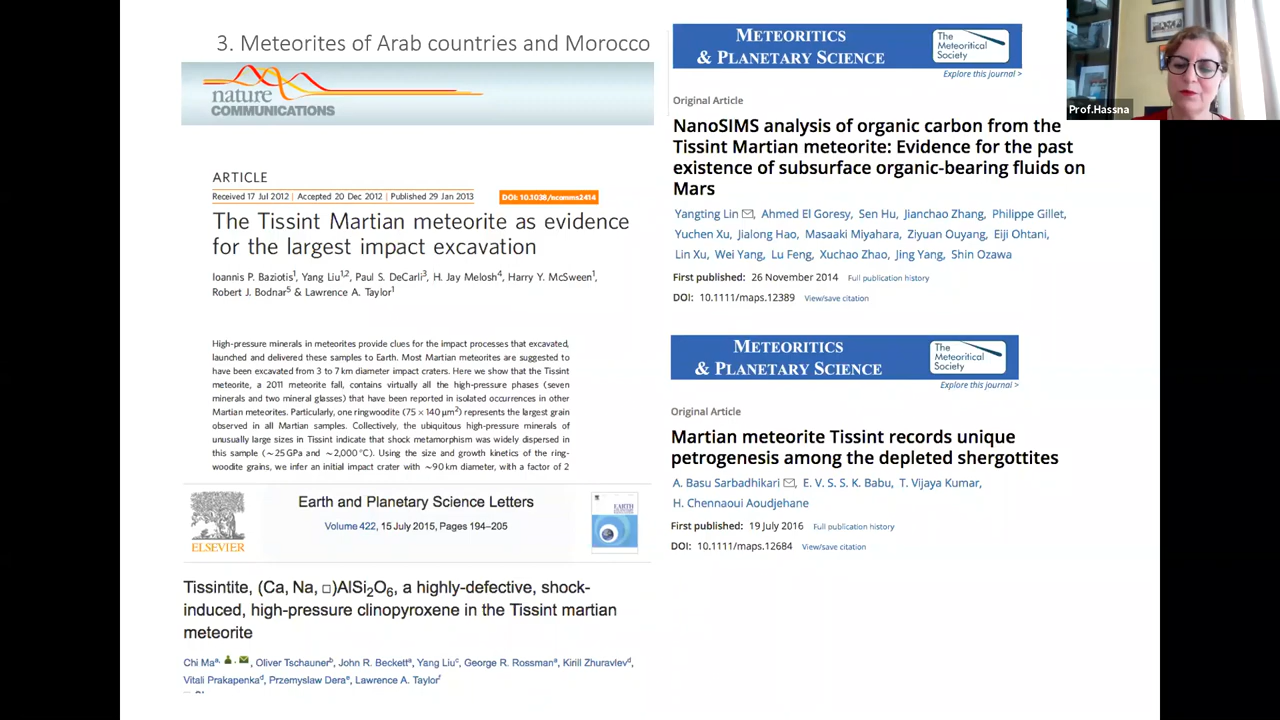 3. Meteorites of Arab countries and Morocco
nature
COMMUNICATIONS
ARTICLE
Received 17 Jul 2012 | Accepted 20 Dec 2012 | Published 29 Jan 2013
DOI: 10.1038/ncomms2414
The Tissint Martian meteorite as evidence
for the largest impact excavation
Ioannis P. Baziotis1, Yang Liu1,2, Paul S. DeCarli3, H. Jay Melosh4, Harry Y. McSween1,
Robert J. Bodnar5 & Lawrence A. Taylor1
High-pressure minerals in meteorites provide clues for the impact processes that excavated,
launched and delivered these samples to Earth. Most Martian meteorites are suggested to
have been excavated from 3 to 7 km diameter impact craters. Here we show that the Tissint
meteorite, a 2011 meteorite fall, contains virtually all the high-pressure phases (seven
minerals and two mineral glasses) that have been reported in isolated occurrences in other
Martian meteorites. Particularly, one ringwoodite (75 × 140 μm2) represents the largest grain
observed in all Martian samples. Collectively, the ubiquitous high-pressure minerals of
unusually large sizes in Tissint indicate that shock metamorphism was widely dispersed in
this sample (~25 GPa and ~2,000 °C). Using the size and growth kinetics of the ring-
woodite grains, we infer an initial impact crater with ~90 km diameter, with a factor of 2
ELSEVIER
Earth and Planetary Science Letters
Volume 422, 15 July 2015, Pages 194–205
Tissintite, (Ca, Na, □)AlSi2O6, a highly-defective, shock-
induced, high-pressure clinopyroxene in the Tissint martian
meteorite
Chi Maa, Oliver Tschaunerb, John R. Becketta, Yang Liuc, George R. Rossmana, Kirill Zhuravlevd,
Vitali Prakapenkad, Przemyslaw Derae, Lawrence A. Taylorf
METEORITICS
& PLANETARY SCIENCE
The
Meteoritical
Society
Explore this journal >
Original Article
NanoSIMS analysis of organic carbon from the
Tissint Martian meteorite: Evidence for the past
existence of subsurface organic-bearing fluids on
Mars
Yangting Lin, Ahmed El Goresy, Sen Hu, Jianchao Zhang, Philippe Gillet,
Yuchen Xu, Jialong Hao, Masaaki Miyahara, Ziyuan Ouyang, Eiji Ohtani,
Lin Xu, Wei Yang, Lu Feng, Xuchao Zhao, Jing Yang, Shin Ozawa
First published: 26 November 2014 Full publication history
DOI: 10.1111/maps.12389 View/save citation
METEORITICS
& PLANETARY SCIENCE
The
Meteoritical
Society
Explore this journal >
Original Article
Martian meteorite Tissint records unique
petrogenesis among the depleted shergottites
A. Basu Sarbadhikari, E. V. S. S. K. Babu, T. Vijaya Kumar,
H. Chennaoui Aoudjehane
First published: 19 July 2016 Full publication history
DOI: 10.1111/maps.12684 View/save citation
Prof.Hassna